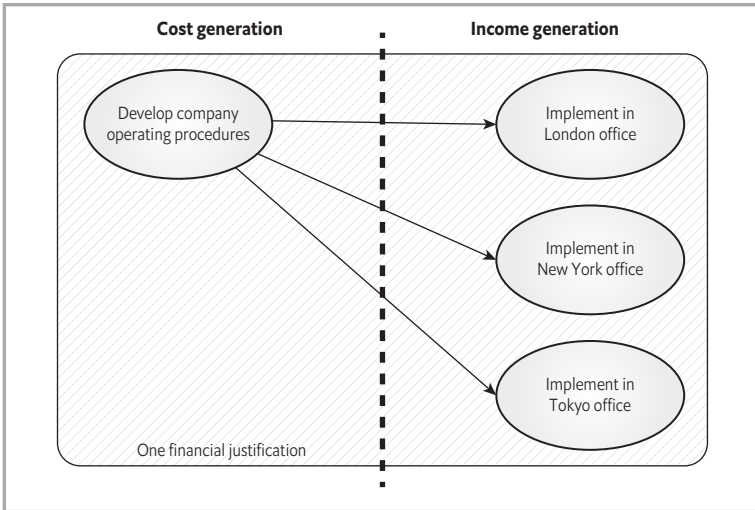 Cost generation
Income generation
Develop company
operating procedures
Implement in
London office
Implement in
New York office
Implement in
Tokyo office
One financial justification